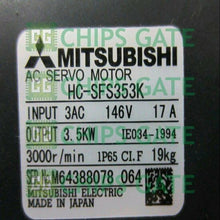 CHIPS GATE
MITSUBISHI
AC SERVO MOTOR
HC-SFS353K
INPUT 3AC 146V 17A
OUTPUT 3.5KW IEC34-1994
3000r/min IP65 CI.F 19kg
SER.No.M64388078 064
MITSUBISHI ELECTRIC
MADE IN JAPAN